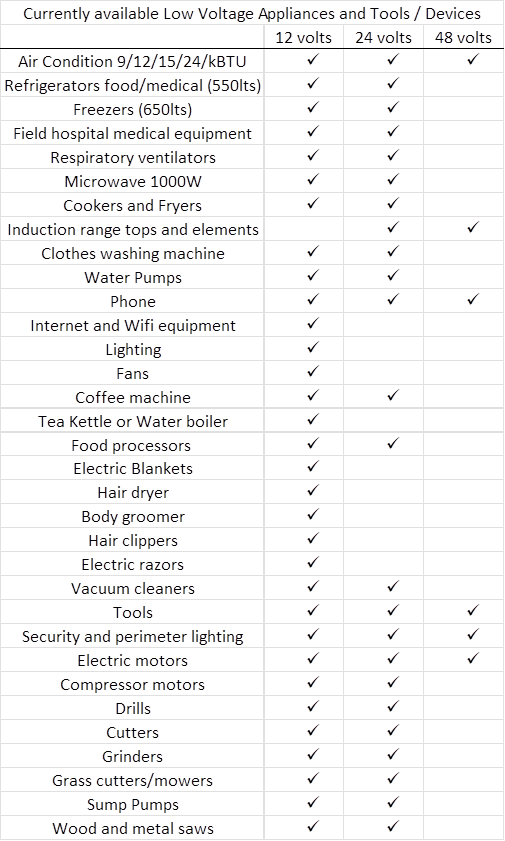 Currently available Low Voltage Appliances and Tools / Devices
12 volts 24 volts 48 volts
Air Condition 9/12/15/24/kBTU ✓ ✓ ✓
Refrigerators food/medical (550lts) ✓ ✓
Freezers (650lts) ✓ ✓
Field hospital medical equipment ✓ ✓
Respiratory ventilators ✓ ✓
Microwave 1000W ✓ ✓
Cookers and Fryers ✓ ✓
Induction range tops and elements ✓ ✓
Clothes washing machine ✓ ✓
Water Pumps ✓ ✓
Phone ✓ ✓ ✓
Internet and Wifi equipment ✓
Lighting ✓
Fans ✓
Coffee machine ✓ ✓
Tea Kettle or Water boiler ✓
Food processors ✓ ✓
Electric Blankets ✓
Hair dryer ✓
Body groomer ✓
Hair clippers ✓
Electric razors ✓
Vacuum cleaners ✓ ✓
Tools ✓ ✓ ✓
Security and perimeter lighting ✓ ✓ ✓
Electric motors ✓ ✓ ✓
Compressor motors ✓ ✓
Drills ✓ ✓
Cutters ✓ ✓
Grinders ✓ ✓
Grass cutters/mowers ✓ ✓
Sump Pumps ✓ ✓
Wood and metal saws ✓ ✓